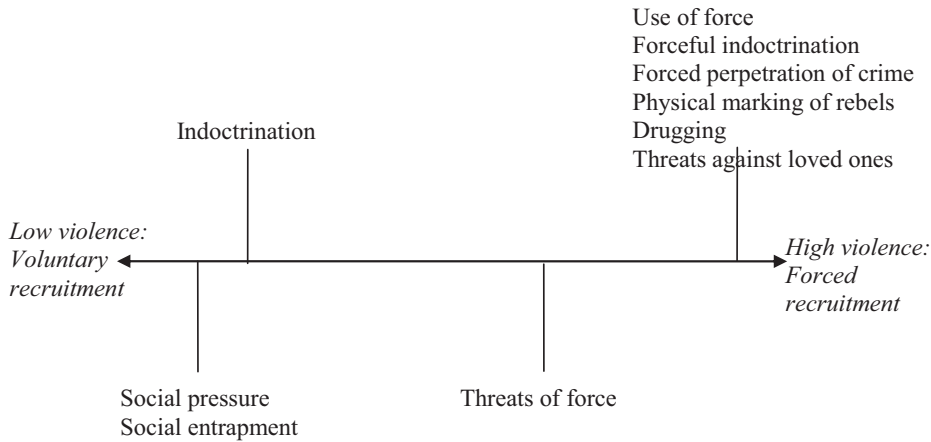 Use of force
Forceful indoctrination
Forced perpetration of crime
Physical marking of rebels
Drugging
Threats against loved ones
Indoctrination
Low violence:
Voluntary
recruitment
High violence:
Forced
recruitment
Social pressure
Social entrapment
Threats of force